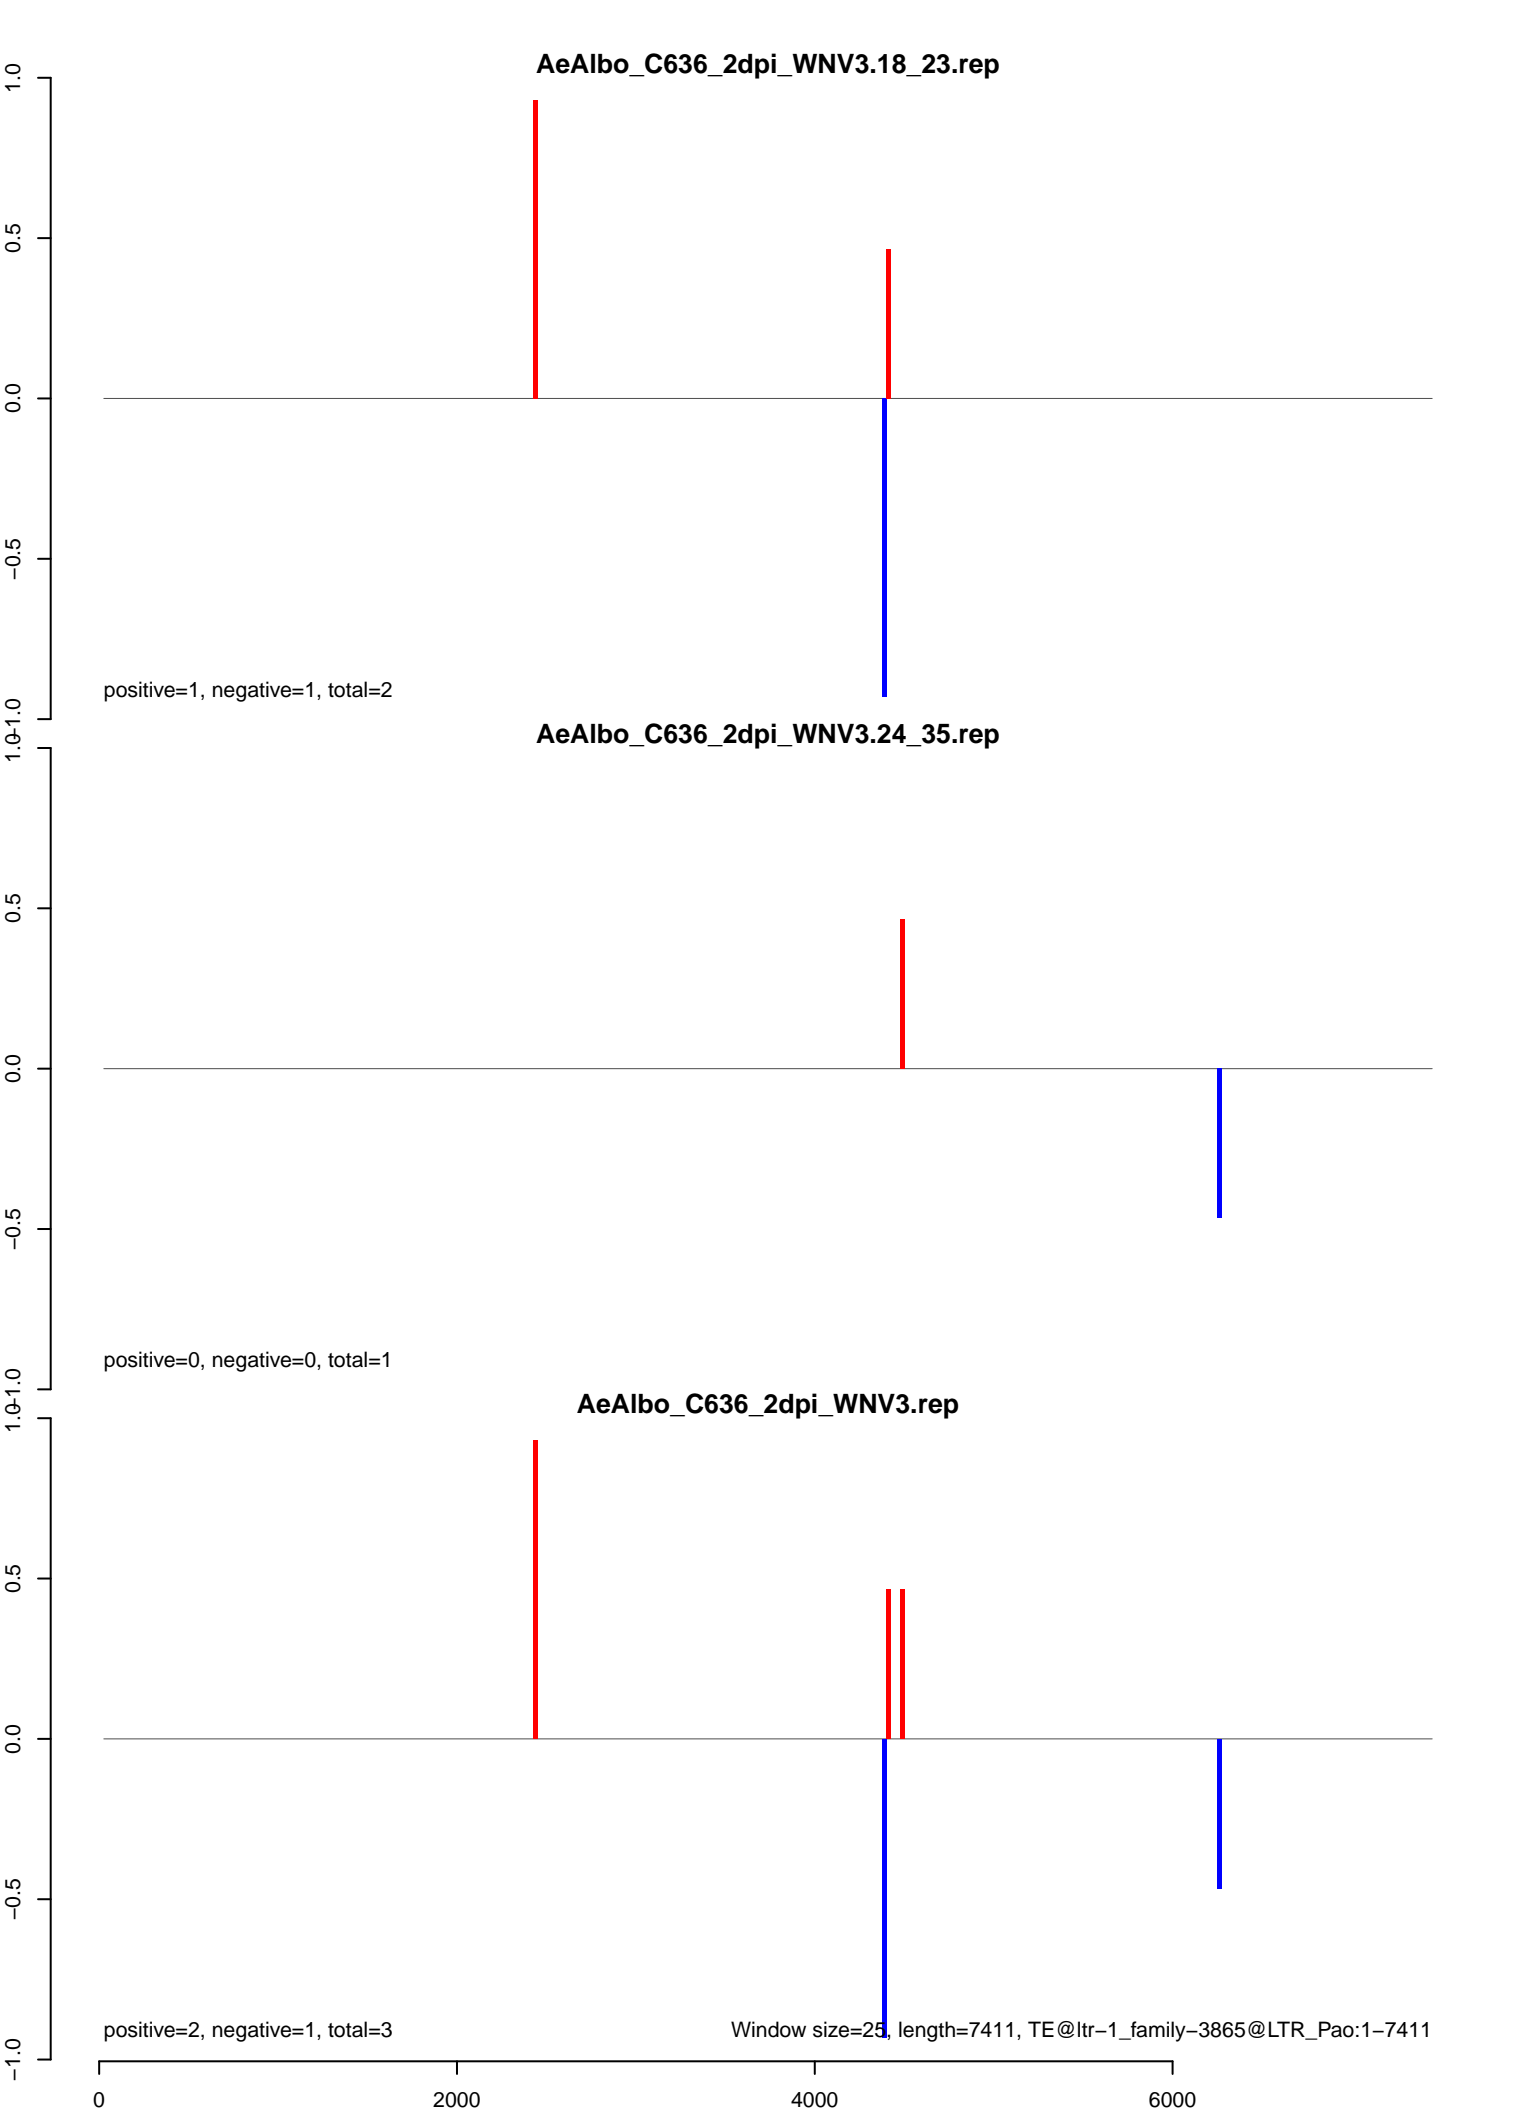 AeAlbo_C636_2dpi_WNV3.18_23.rep
1.0
0.5
0.0
−0.5
−1.0
positive=1, negative=1, total=2
AeAlbo_C636_2dpi_WNV3.24_35.rep
1.0
0.5
0.0
−0.5
−1.0
positive=0, negative=0, total=1
AeAlbo_C636_2dpi_WNV3.rep
1.0
0.5
0.0
−0.5
−1.0
positive=2, negative=1, total=3
Window size=25, length=7411, TE@ltr−1_family−3865@LTR_Pao:1−7411
0 2000 4000 6000